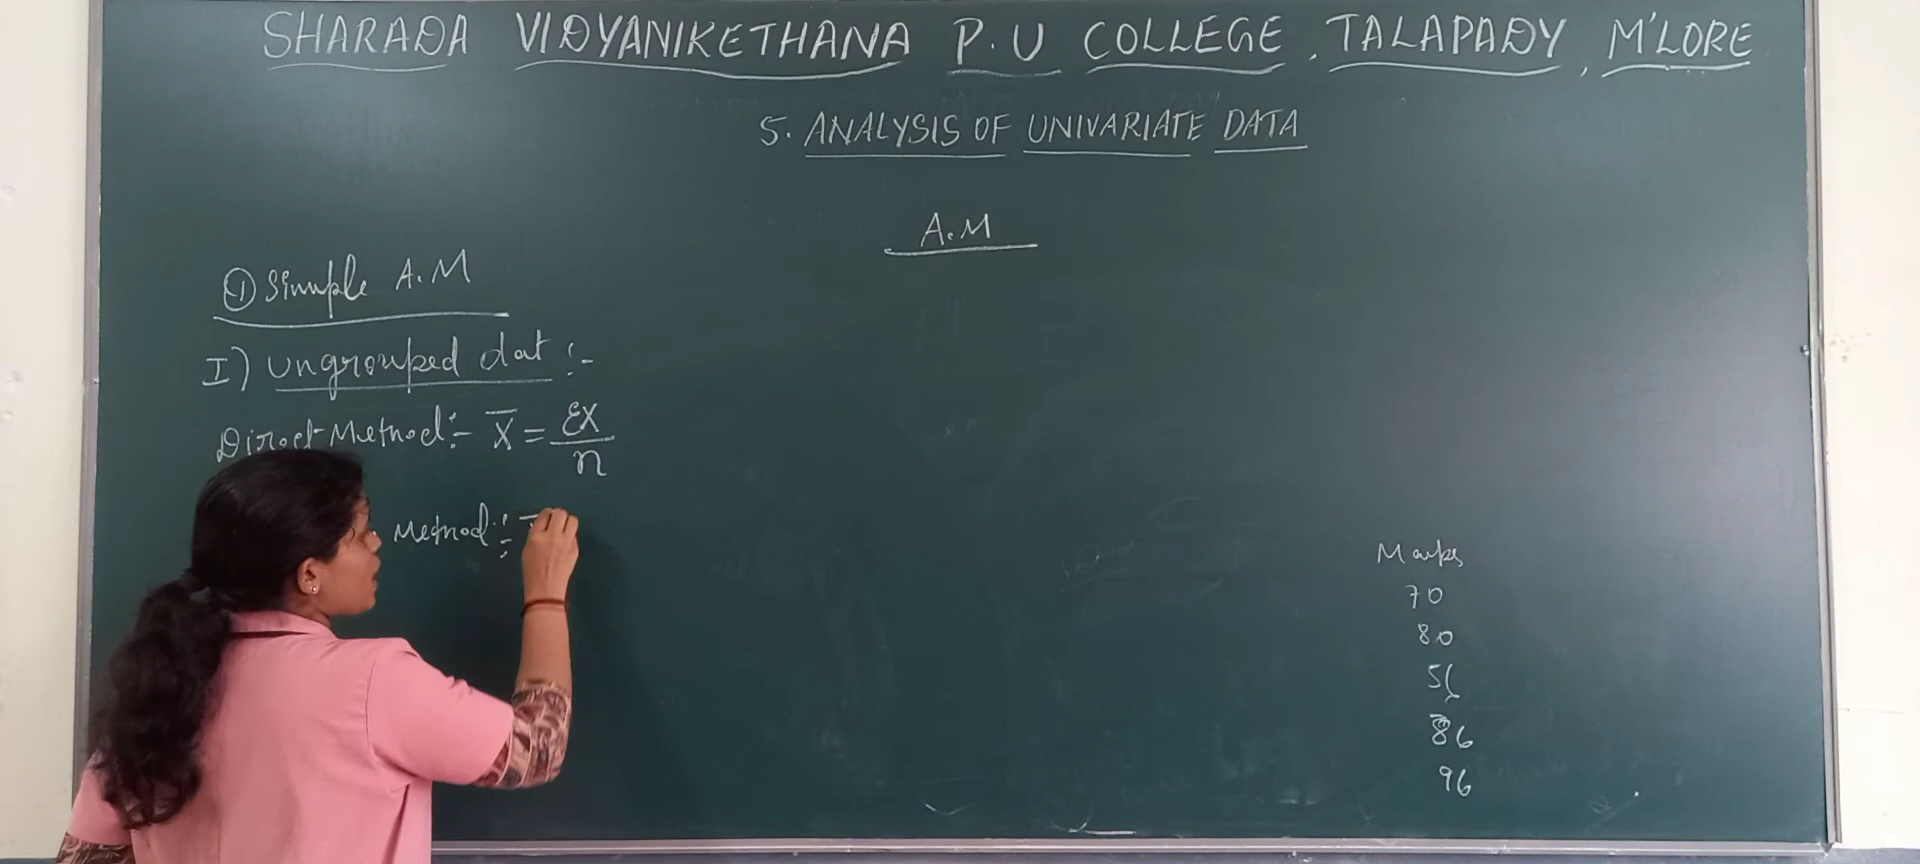 SHARADA VIDYANIKETHANA P.U COLLEGE, TALAPADY, M'LORE
5. ANALYSIS OF UNIVARIATE DATA
A.M
① Simple A.M
I) ungrouped dat :-
Direct Method :- X̄ = ΣX/n
Method :-
Marks
70
80
56
86
96